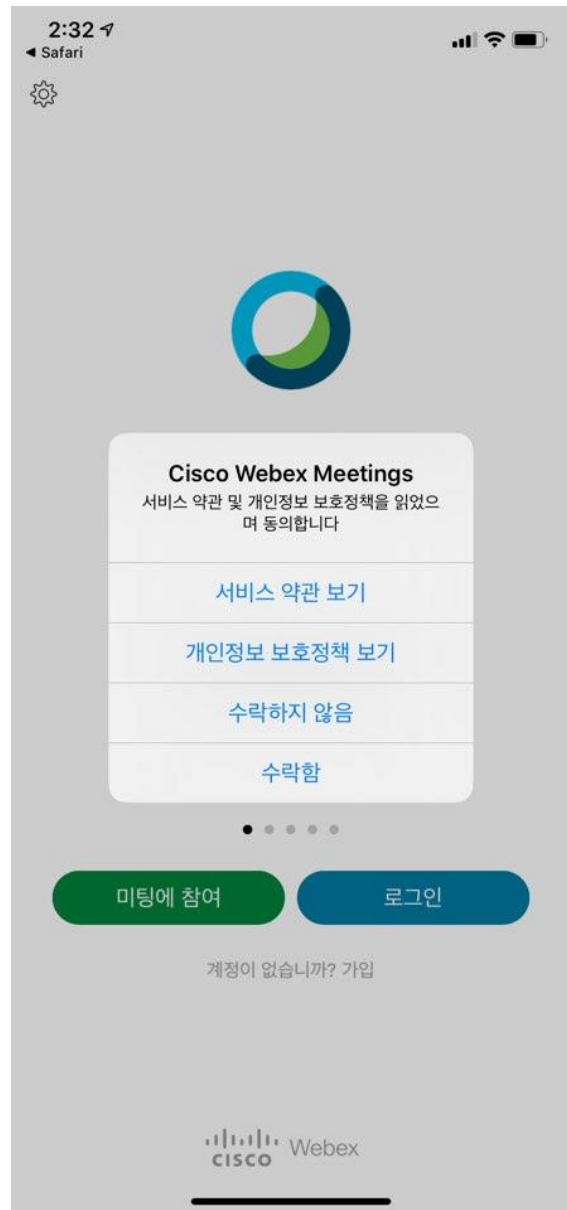 2:32
◀ Safari
Cisco Webex Meetings
서비스 약관 및 개인정보 보호정책을 읽었으
며 동의합니다
서비스 약관 보기
개인정보 보호정책 보기
수락하지 않음
수락함
미팅에 참여
로그인
계정이 없습니까? 가입
CISCO Webex